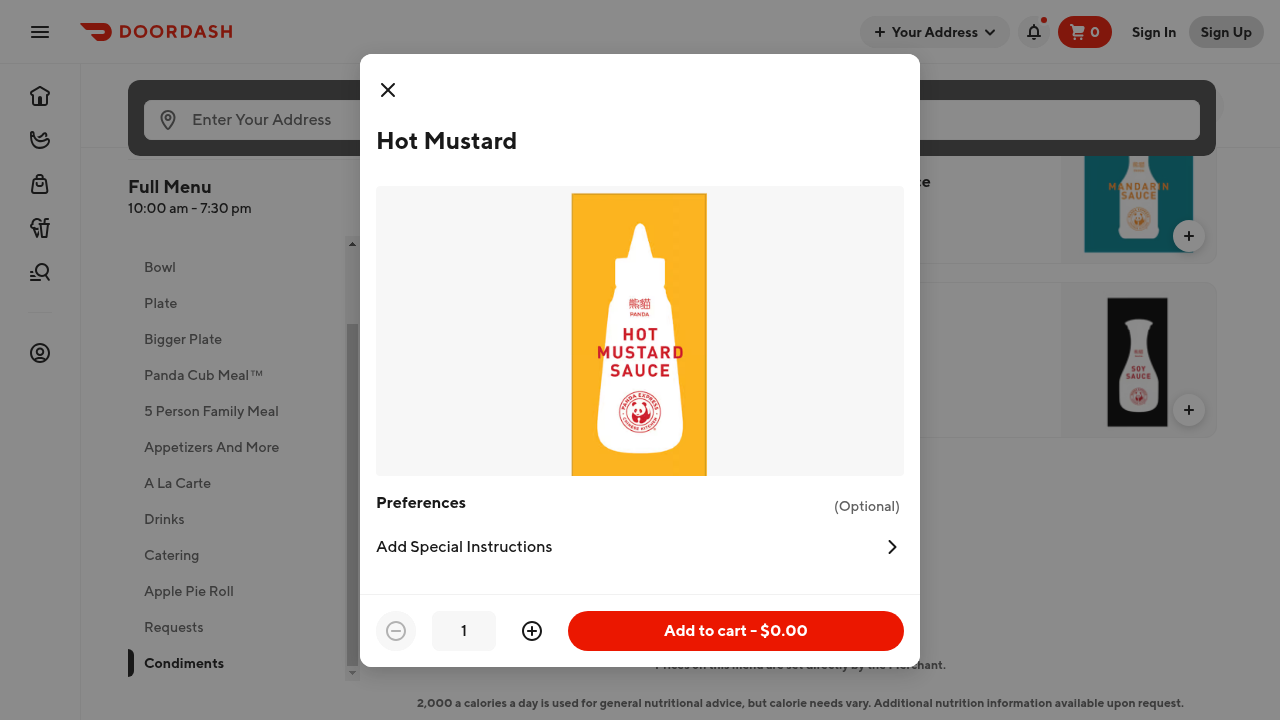 DOORDASH
Your Address
0
Sign In
Sign Up
Enter Your Address
Full Menu
10:00 am - 7:30 pm
Bowl
Plate
Bigger Plate
Panda Cub Meal™
5 Person Family Meal
Appetizers And More
A La Carte
Drinks
Catering
Apple Pie Roll
Requests
Condiments
Hot Mustard
熊貓
PANDA
HOT
MUSTARD
SAUCE
PANDA EXPRESS
CHINESE KITCHEN
Preferences
(Optional)
Add Special Instructions
1
Add to cart - $0.00
MANDARIN
SAUCE
SOY
SAUCE
Prices on this menu are set directly by the Merchant.
2,000 a calories a day is used for general nutritional advice, but calorie needs vary. Additional nutrition information available upon request.